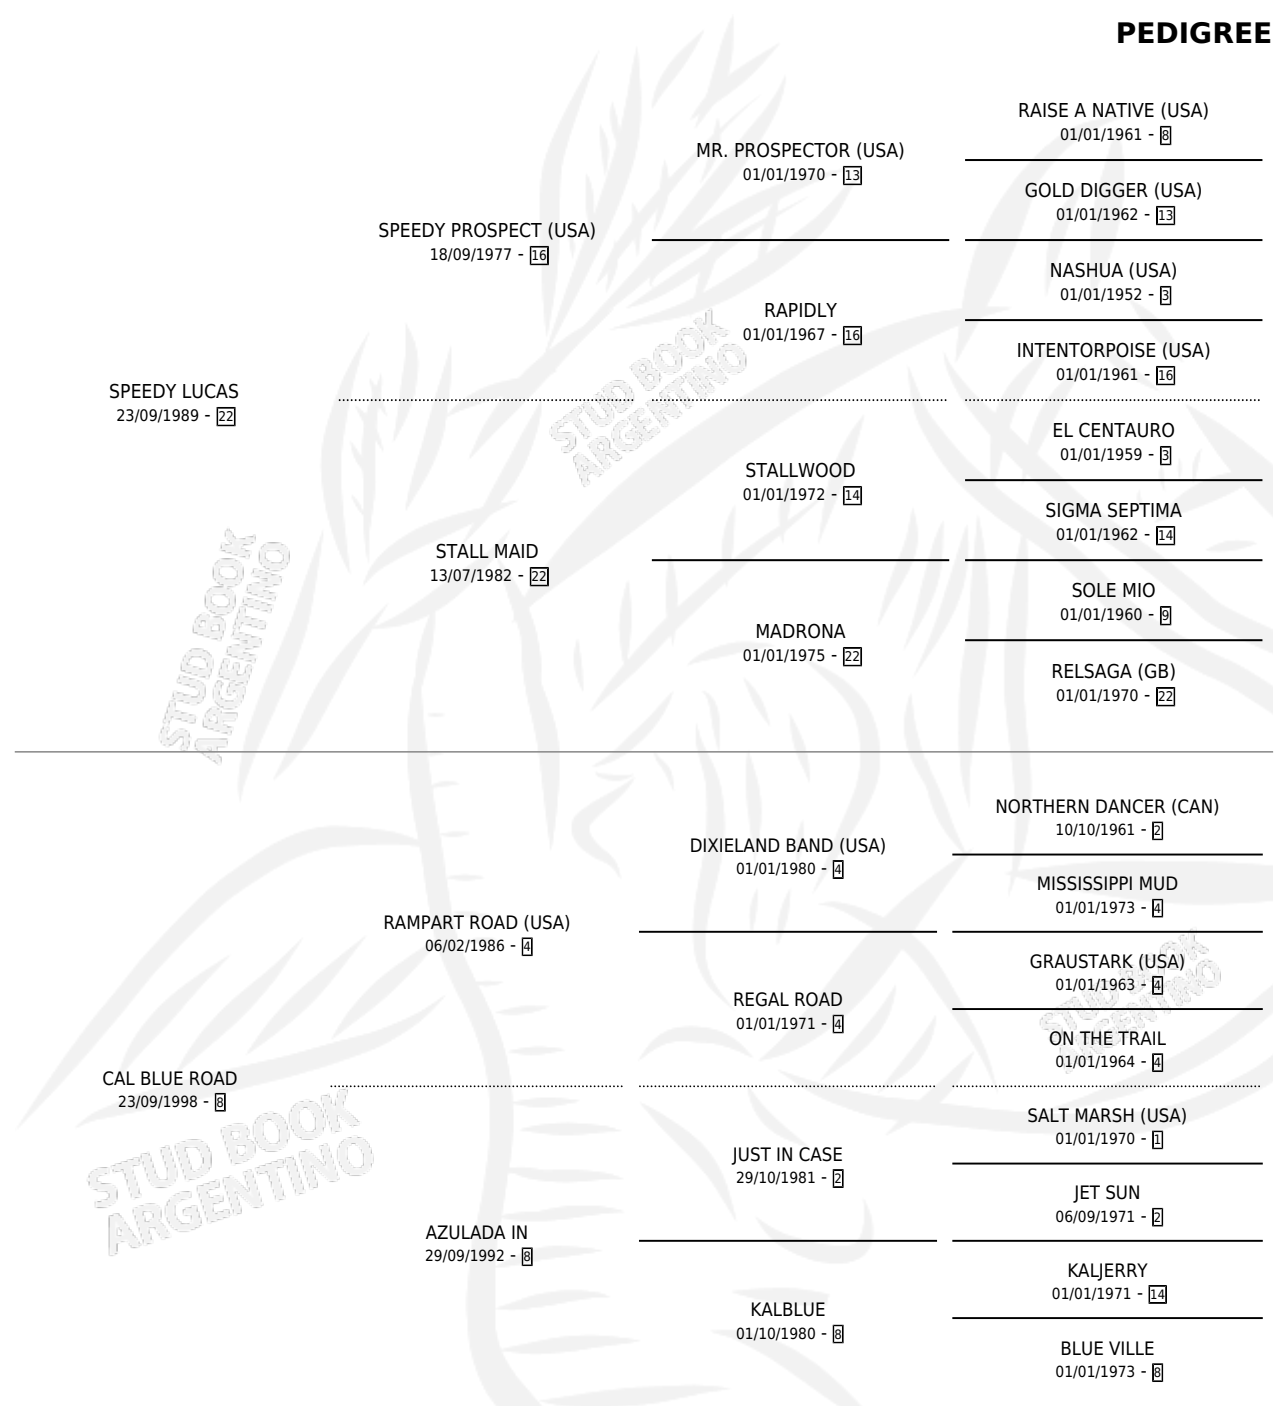 PEDIGREE
RAISE A NATIVE (USA)
01/01/1961 - 8
MR. PROSPECTOR (USA)
01/01/1970 - 13
GOLD DIGGER (USA)
01/01/1962 - 13
SPEEDY PROSPECT (USA)
18/09/1977 - 16
NASHUA (USA)
01/01/1952 - 3
RAPIDLY
01/01/1967 - 16
INTENTORPOISE (USA)
01/01/1961 - 16
SPEEDY LUCAS
23/09/1989 - 22
EL CENTAURO
01/01/1959 - 3
STALLWOOD
01/01/1972 - 14
SIGMA SEPTIMA
01/01/1962 - 14
STALL MAID
13/07/1982 - 22
SOLE MIO
01/01/1960 - 9
MADRONA
01/01/1975 - 22
RELSAGA (GB)
01/01/1970 - 22
NORTHERN DANCER (CAN)
10/10/1961 - 2
DIXIELAND BAND (USA)
01/01/1980 - 4
MISSISSIPPI MUD
01/01/1973 - 4
RAMPART ROAD (USA)
06/02/1986 - 4
GRAUSTARK (USA)
01/01/1963 - 4
REGAL ROAD
01/01/1971 - 4
ON THE TRAIL
01/01/1964 - 4
CAL BLUE ROAD
23/09/1998 - 8
SALT MARSH (USA)
01/01/1970 - 1
JUST IN CASE
29/10/1981 - 2
JET SUN
06/09/1971 - 2
AZULADA IN
29/09/1992 - 8
KALJERRY
01/01/1971 - 14
KALBLUE
01/10/1980 - 8
BLUE VILLE
01/01/1973 - 8
STUD BOOK
ARGENTINO
STUD BOOK
ARGENTINO
STUD BOOK
ARGENTINO
STUD BOOK
ARGENTINO